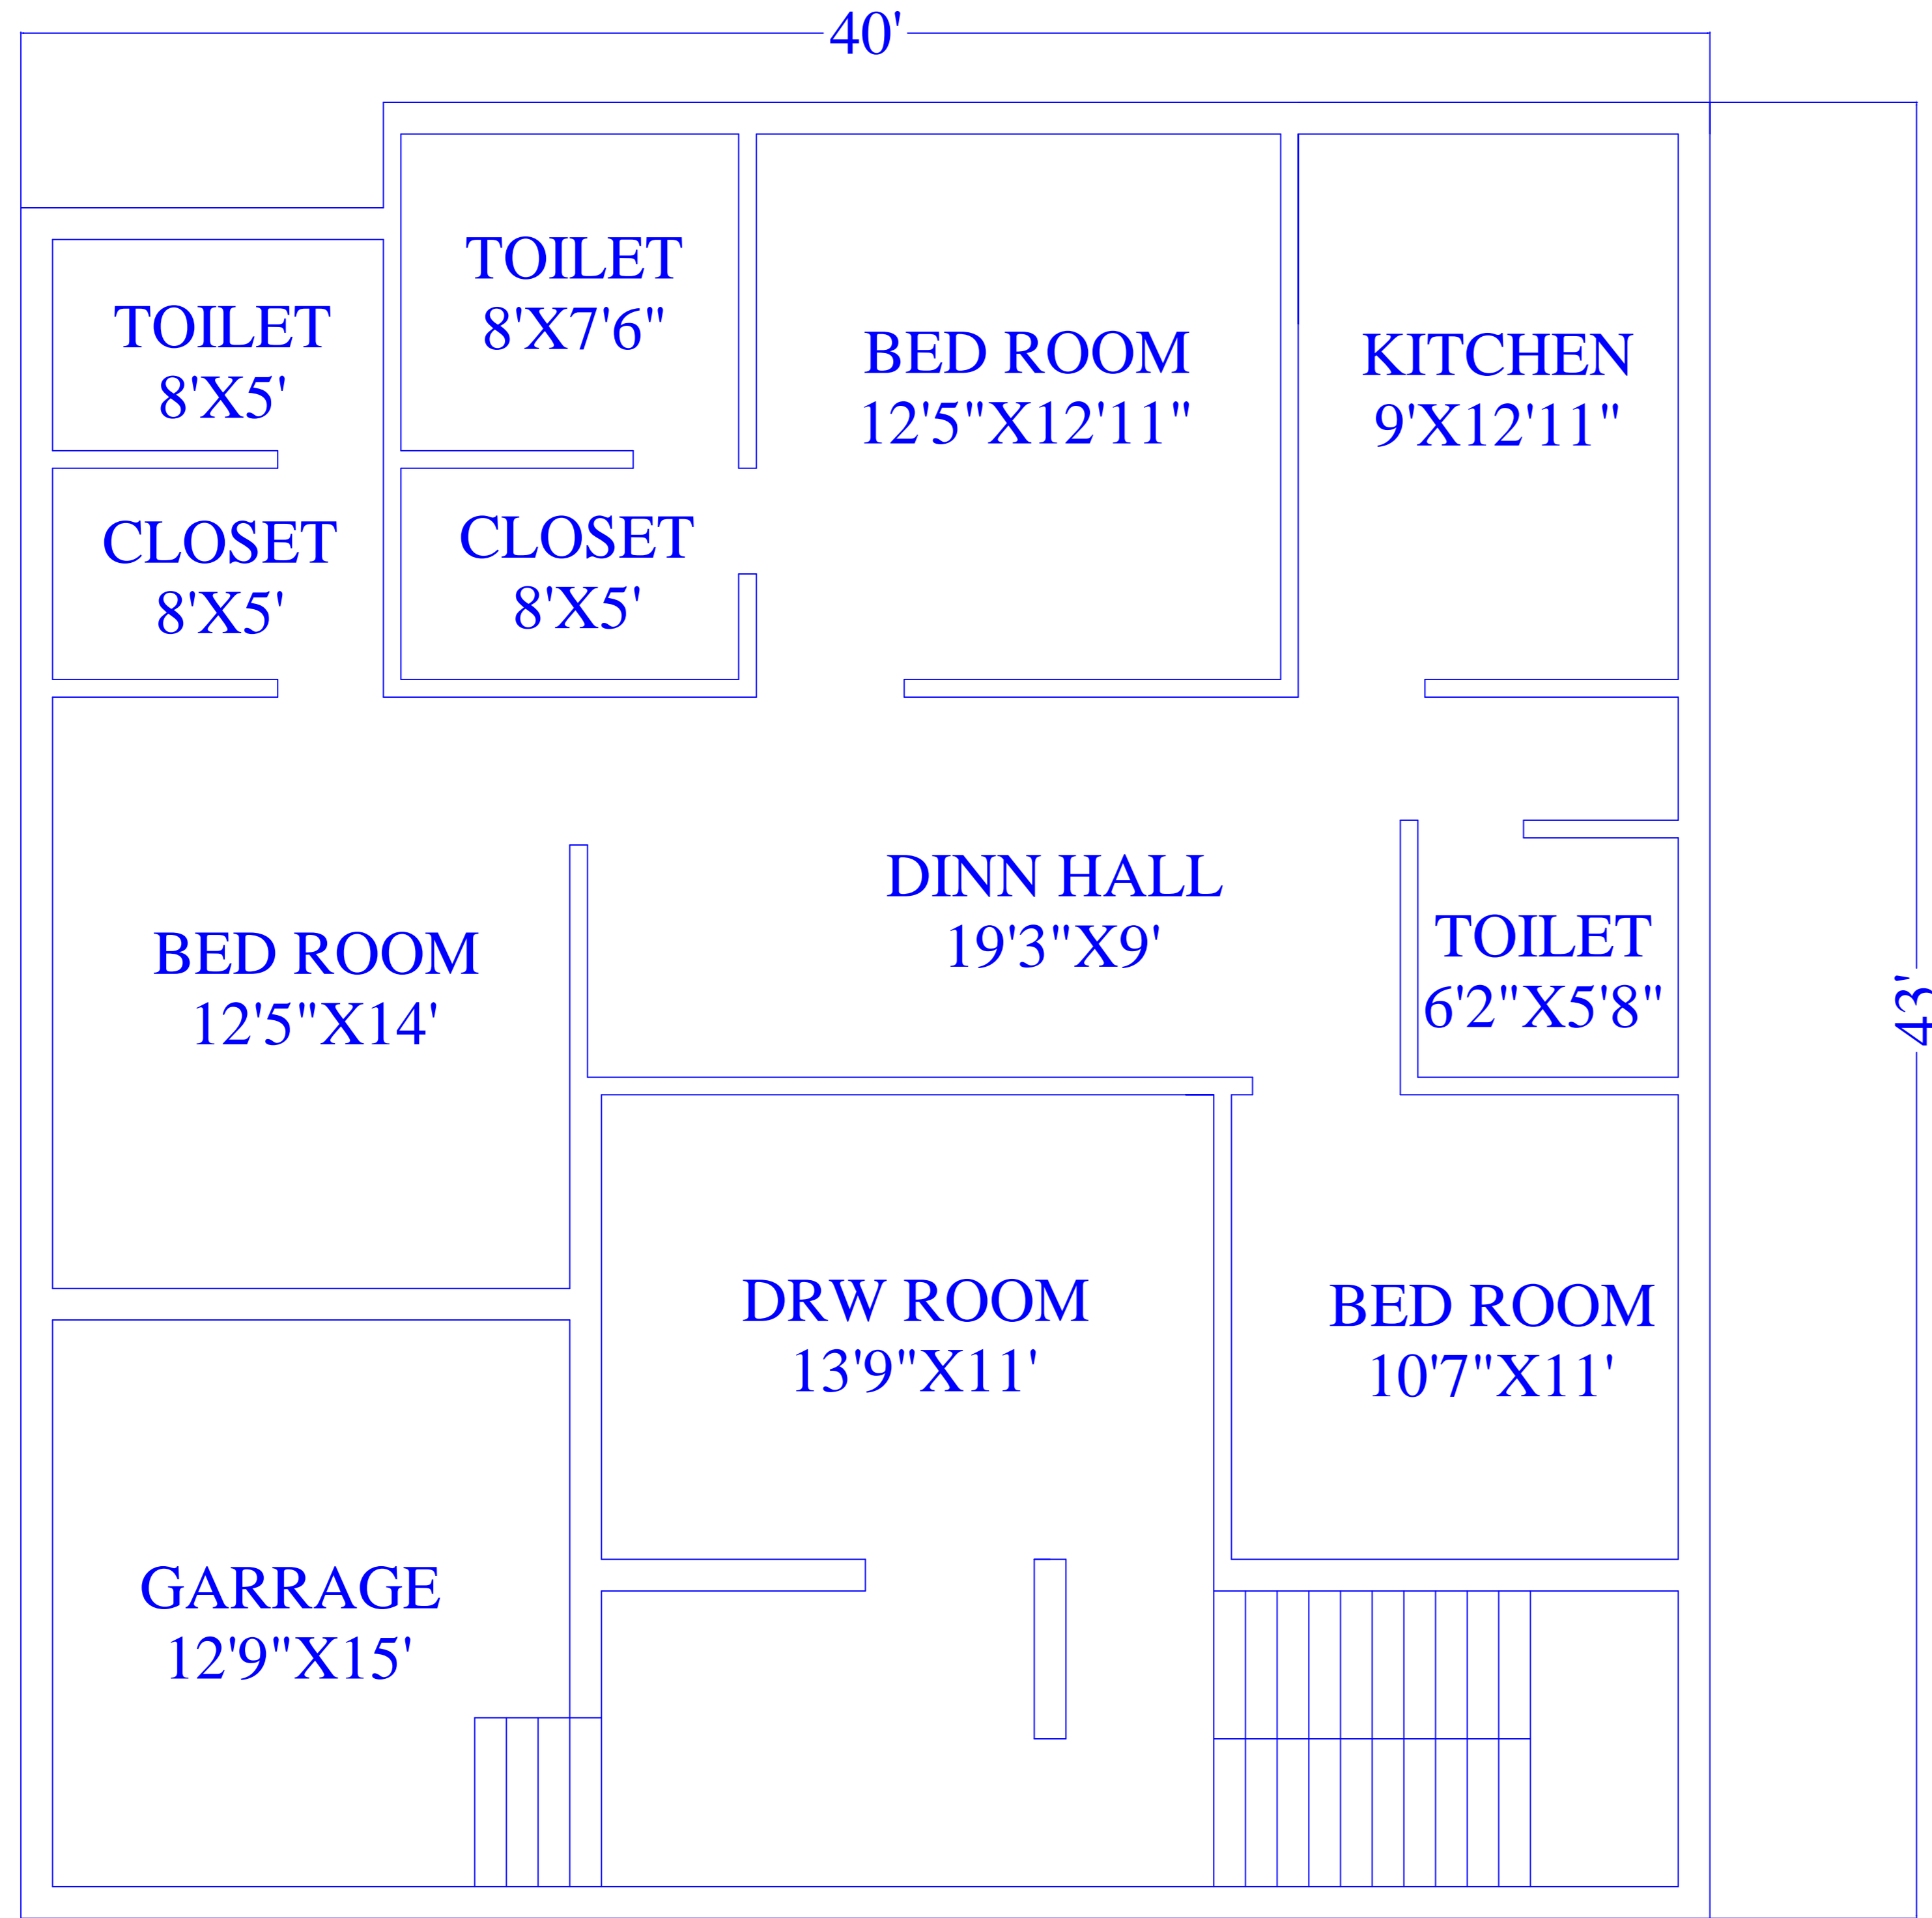 40'
TOILET
8'X7'6"
TOILET
8'X5'
BED ROOM
12'5"X12'11"
KITCHEN
9'X12'11"
CLOSET
8'X5'
CLOSET
8'X5'
DINN HALL
19'3"X9'
BED ROOM
12'5"X14'
TOILET
6'2"X5'8"
43'
DRW ROOM
13'9"X11'
BED ROOM
10'7"X11'
GARRAGE
12'9"X15'